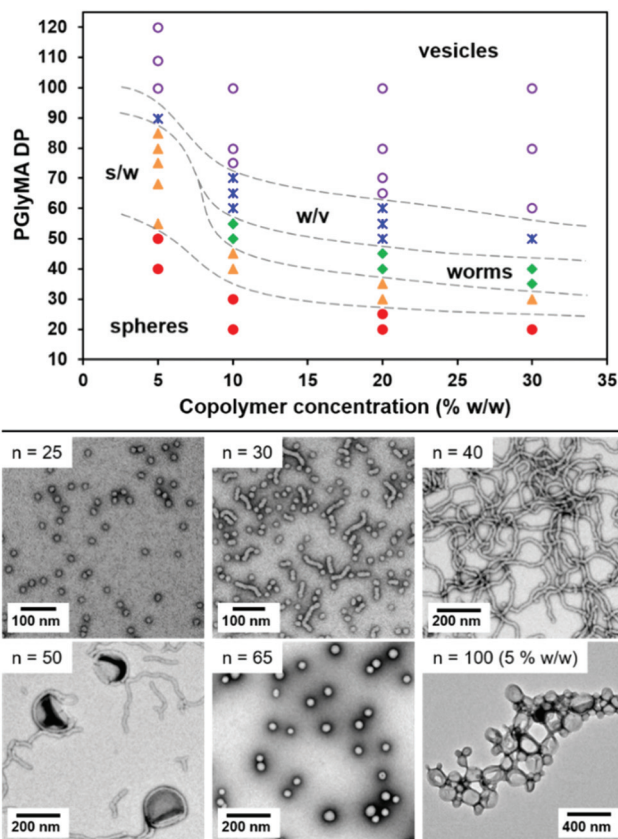 120
110
100
90
80
70
60
50
40
30
20
10
PGlyMA DP
vesicles
s/w
w/v
worms
spheres
0 5 10 15 20 25 30 35
Copolymer concentration (% w/w)
n = 25
100 nm
n = 30
100 nm
n = 40
200 nm
n = 50
200 nm
n = 65
200 nm
n = 100 (5 % w/w)
400 nm